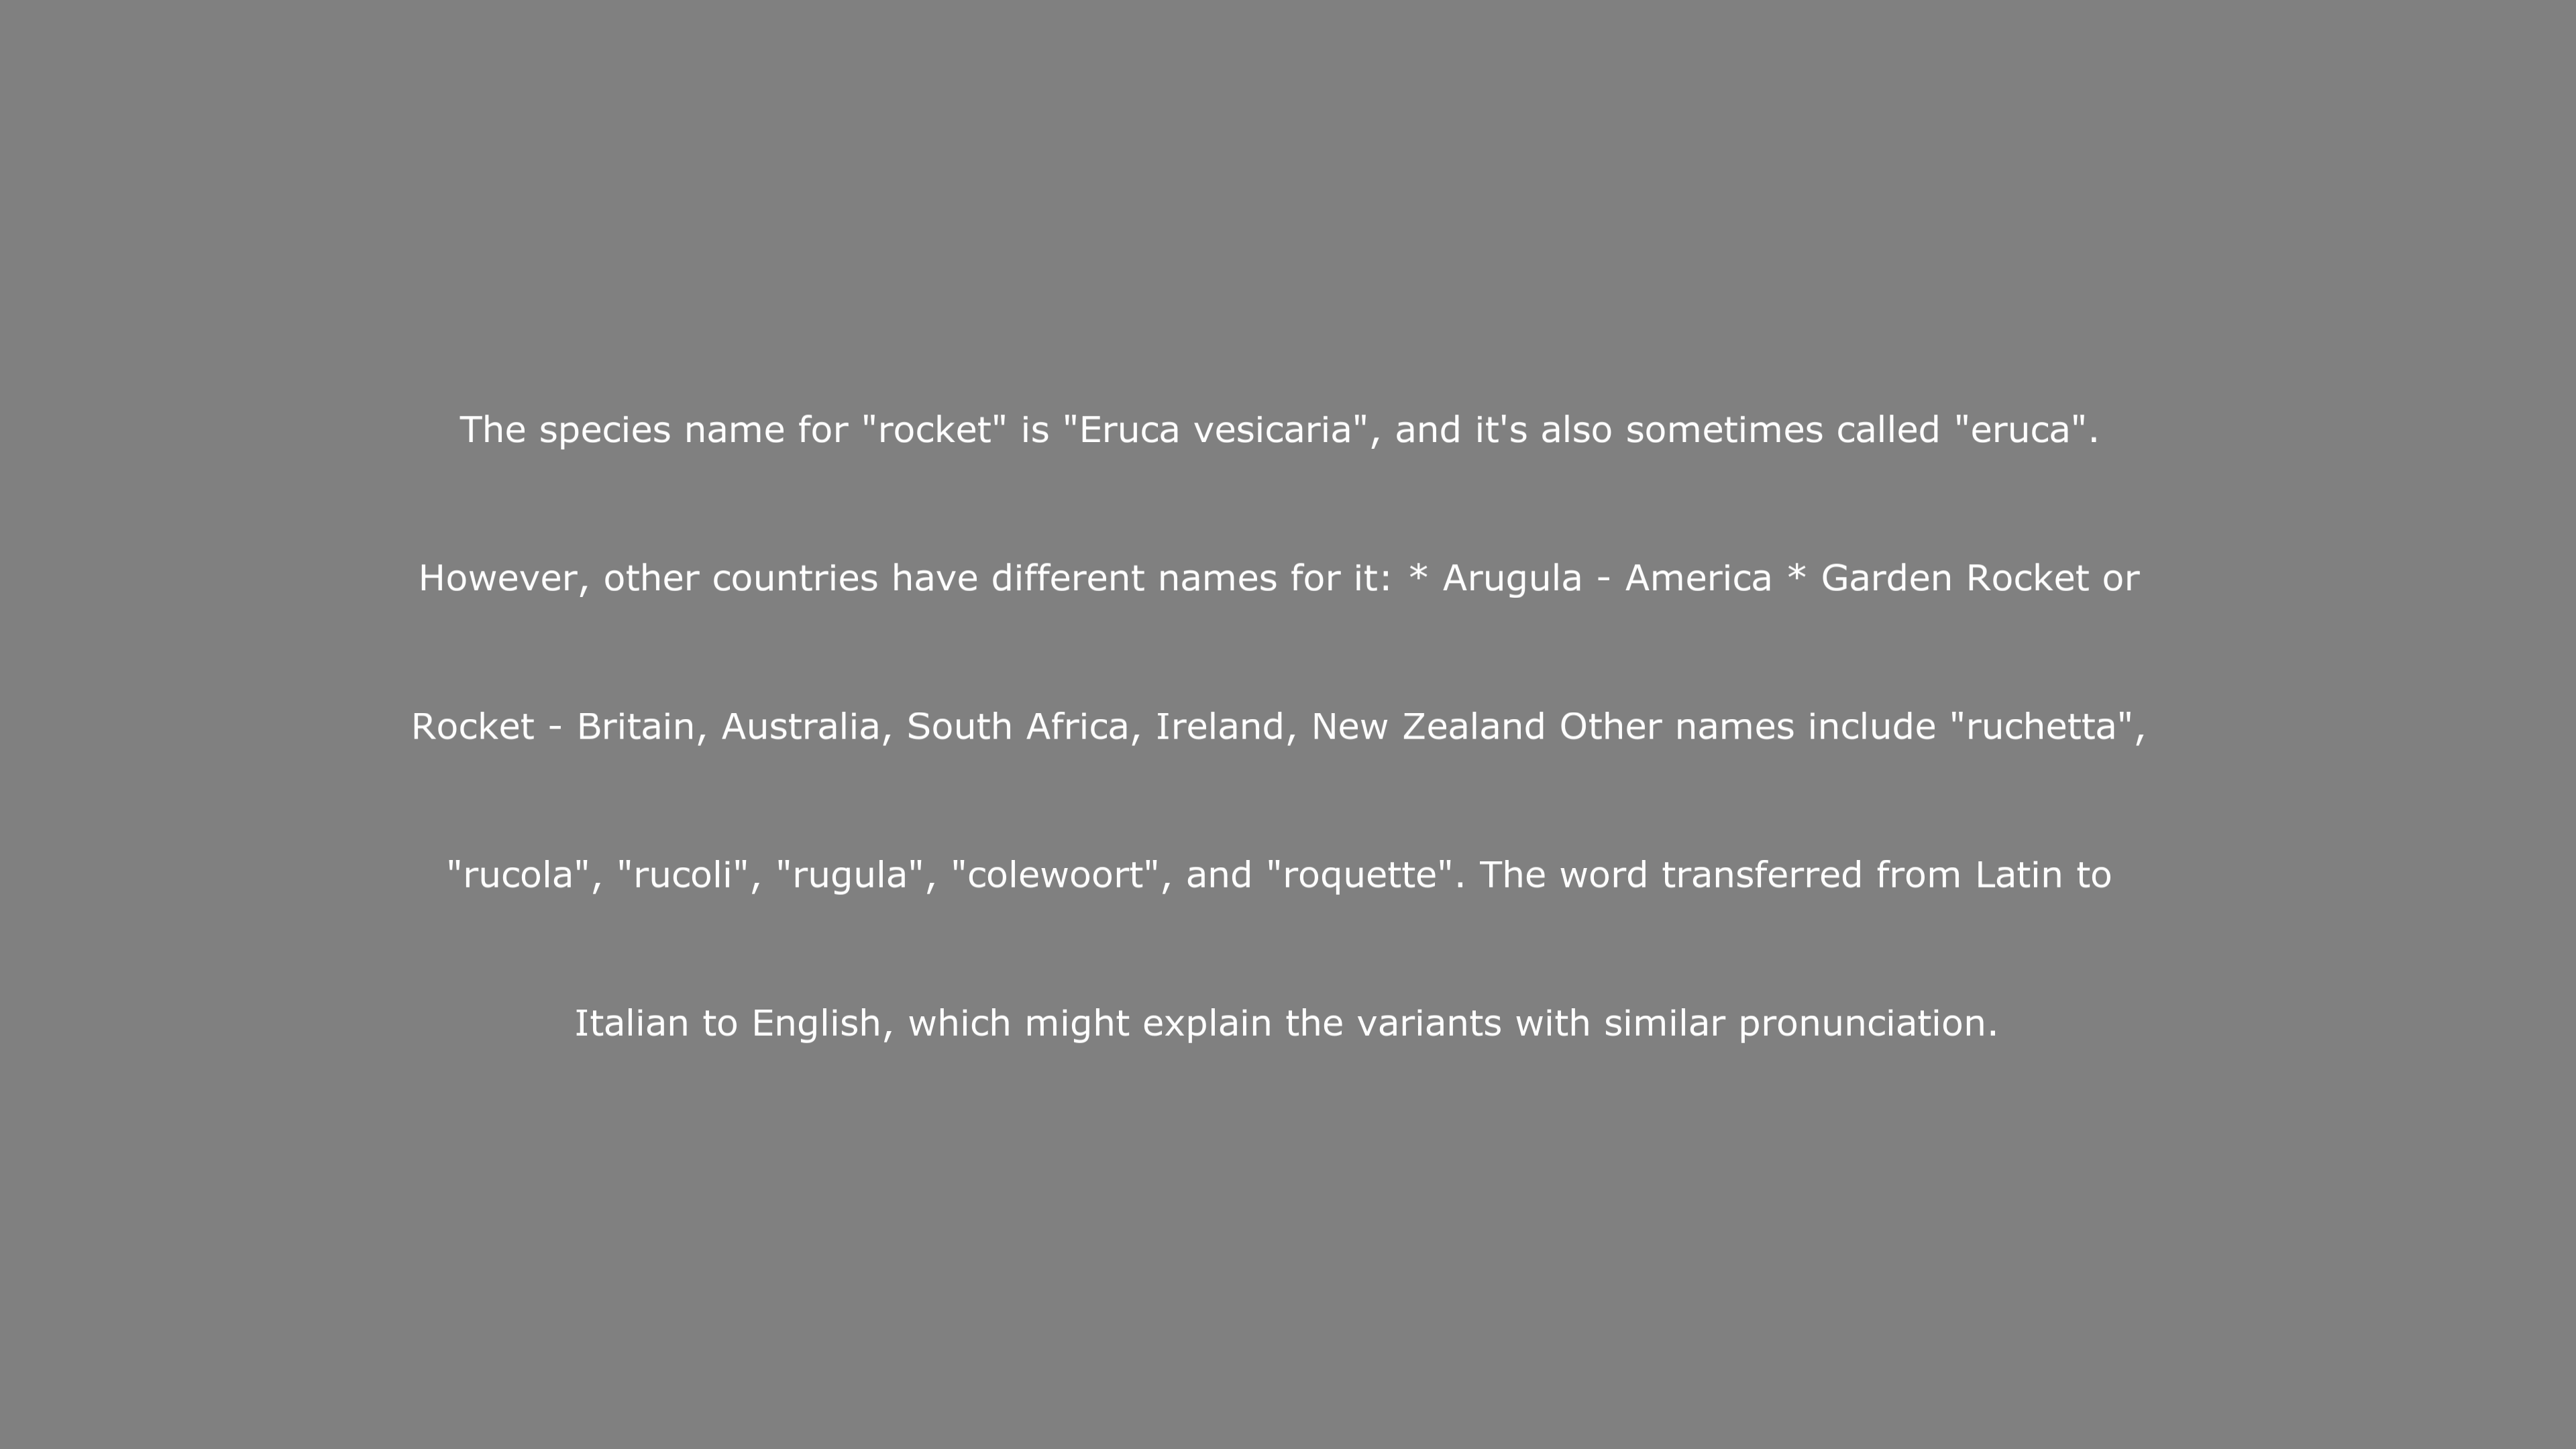 The species name for "rocket" is "Eruca vesicaria", and it's also sometimes called "eruca".
However, other countries have different names for it: * Arugula - America * Garden Rocket or
Rocket - Britain, Australia, South Africa, Ireland, New Zealand Other names include "ruchetta",
"rucola", "rucoli", "rugula", "colewoort", and "roquette". The word transferred from Latin to
Italian to English, which might explain the variants with similar pronunciation.